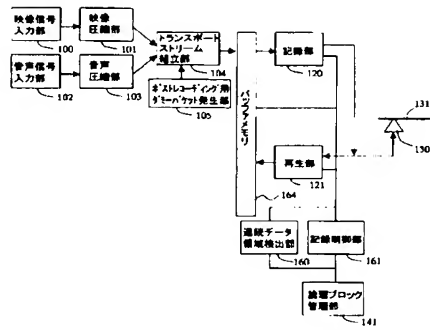 映像信号
入力部
100
映像
圧縮部
101
音声信号
入力部
102
音声
圧縮部
103
トランスポート
ストリーム
組立部
104
ポストレコーディング用
ダミーパケット発生部
105
バッファメモリ
164
記録部
120
再生部
121
131
130
連続データ
領域検出部
160
記録制御部
161
論理ブロック
管理部
141